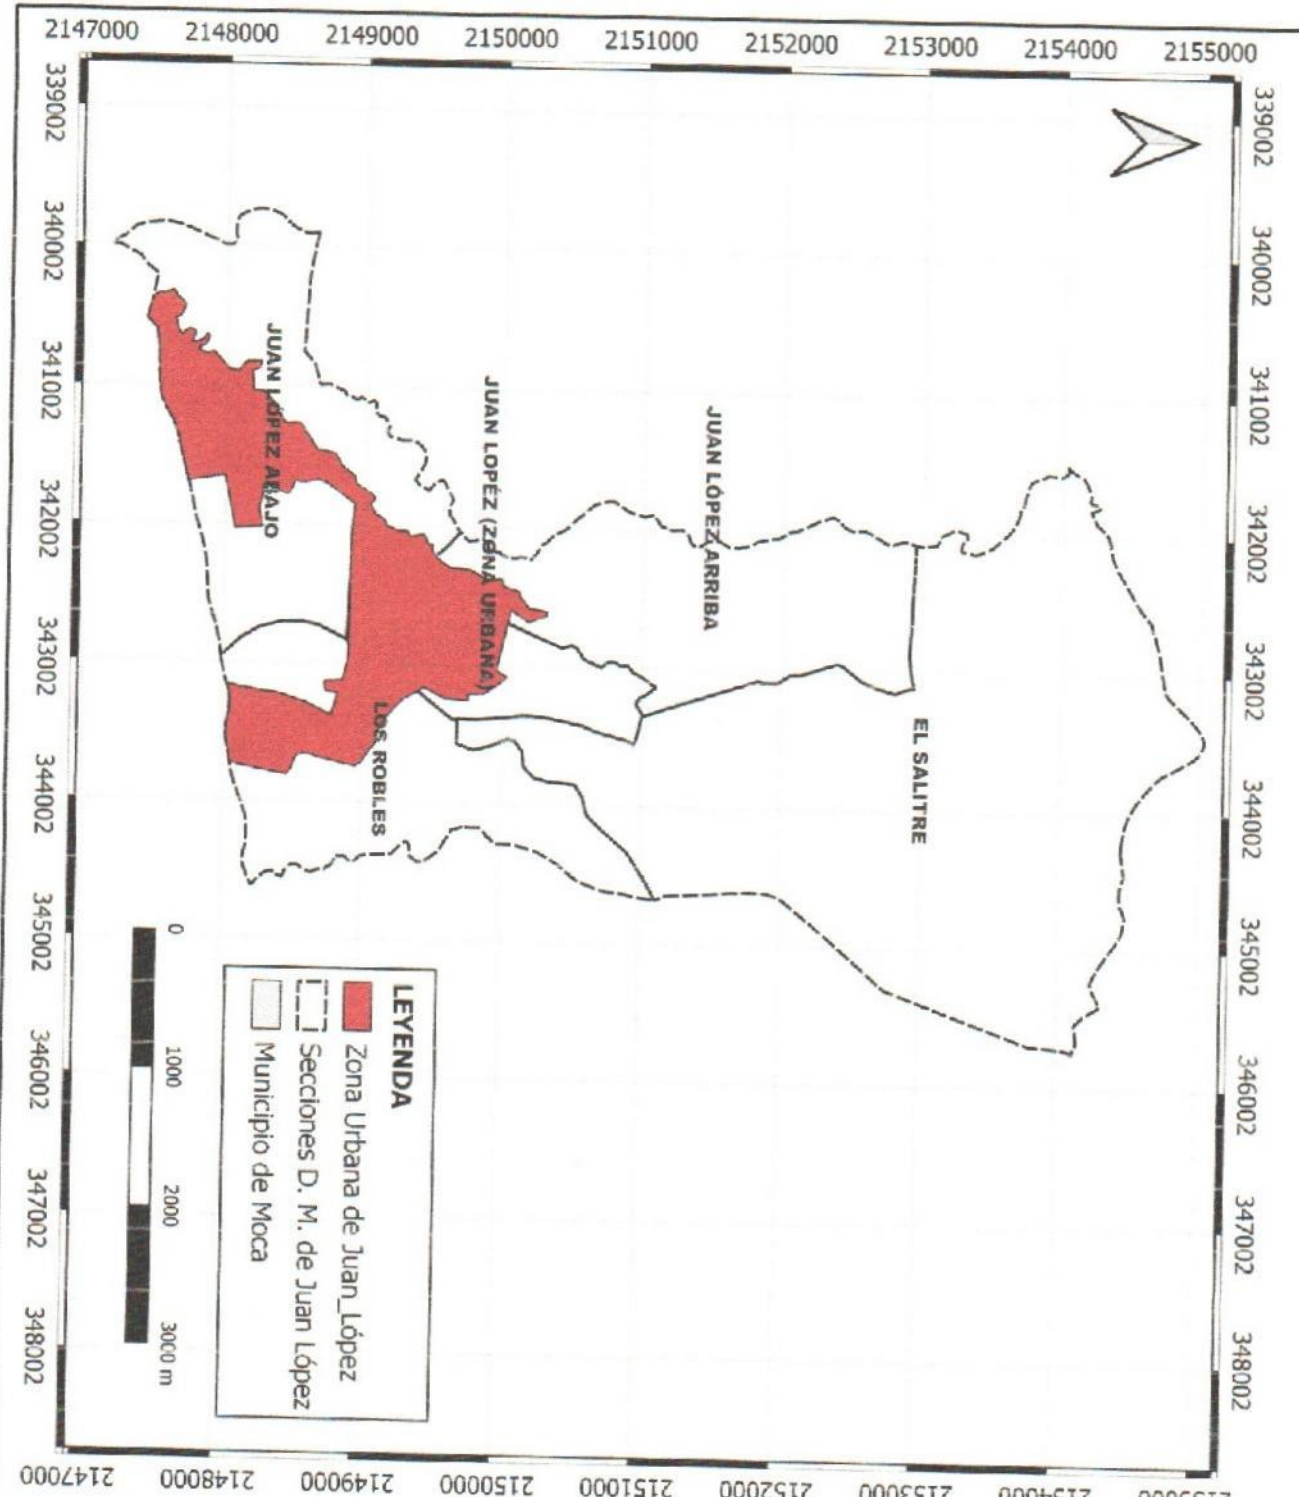 2147000 2148000 2149000 2150000 2151000 2152000 2153000 2154000 2155000
339002 340002 341002 342002 343002 344002 345002 346002 347002 348002
339002 340002 341002 342002 343002 344002 345002 346002 347002 348002
EL SALITRE
JUAN LÓPEZ ARRIBA
JUAN LOPÉZ (ZONA URBANA)
LOS ROBLES
JUAN LÓPEZ ABAJO
LEYENDA
Zona Urbana de Juan_López
Secciones D. M. de Juan López
Municipio de Moca
0 1000 2000 3000 m
2147000 2148000 2149000 2150000 2151000 2152000 2153000 2154000